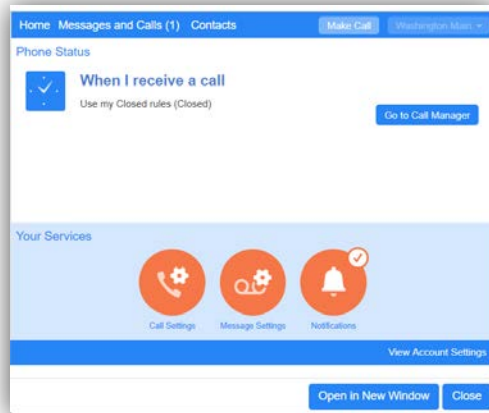 Home Messages and Calls (1) Contacts Make Call Washington Main
Phone Status
When I receive a call
Use my Closed rules (Closed)
Go to Call Manager
Your Services
Call Settings Message Settings Notifications
View Account Settings
Open in New Window Close